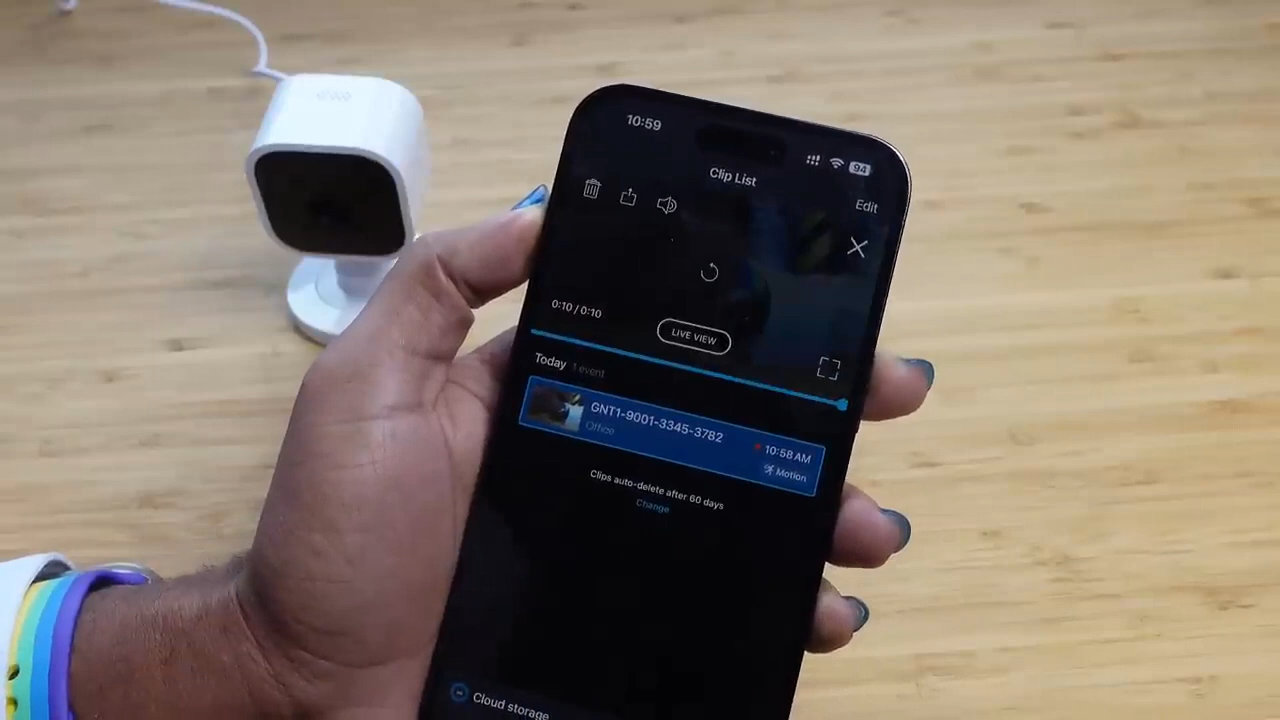 10:59
94
Clip List
Edit
0:10 / 0:10
LIVE VIEW
Today 1 event
GNT1-9001-3345-3782
Office
10:58 AM
Motion
Clips auto-delete after 60 days
Change
Cloud storage